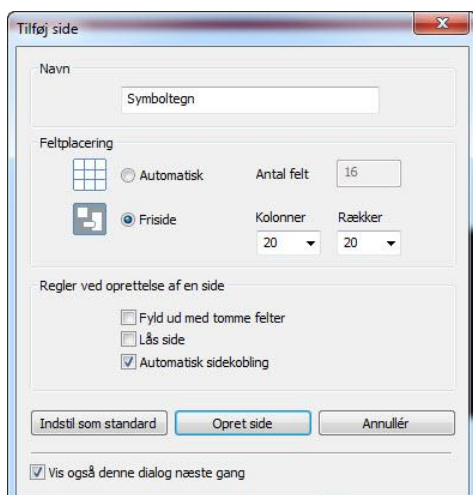 Tilføj side
Navn
Symboltegn
Feltplacering
Automatisk Antal felt 16
Friside Kolonner Rækker
20 20
Regler ved oprettelse af en side
Fyld ud med tomme felter
Lås side
Automatisk sidekobling
Indstil som standard Opret side Annullér
Vis også denne dialog næste gang